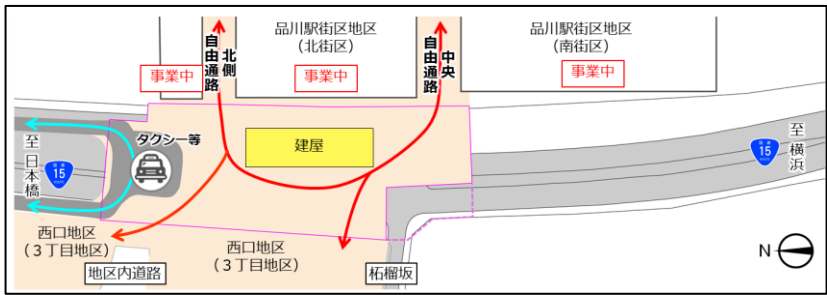 品川駅街区地区
（北街区）
品川駅街区地区
（南街区）
北側
自由通路
中央
自由通路
事業中
事業中
事業中
タクシー等
建屋
至日本橋
15
15
至横浜
西口地区
（３丁目地区）
西口地区
（３丁目地区）
地区内道路
柘榴坂
N